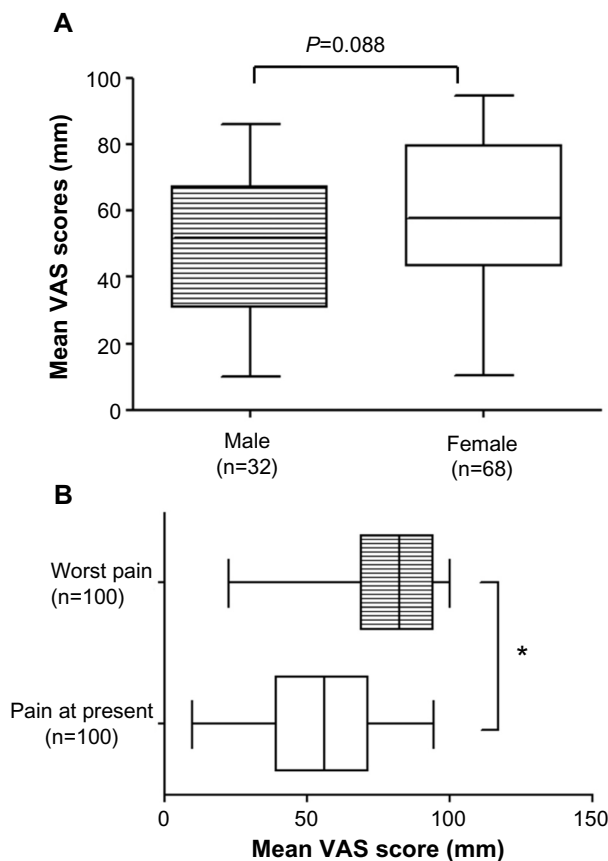 A
P=0.088
Mean VAS scores (mm)
100
80
60
40
20
0
Male
(n=32)
Female
(n=68)
B
Worst pain
(n=100)
*
Pain at present
(n=100)
0
50
100
150
Mean VAS score (mm)